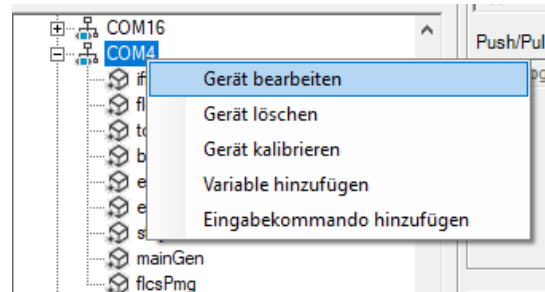 COM16
COM4
Push/Pul
Gerät bearbeiten
Gerät löschen
Gerät kalibrieren
Variable hinzufügen
Eingabekommando hinzufügen
mainGen
flcsPmg